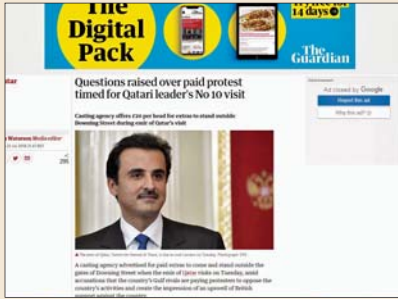 The
Digital
Pack
14 days
The
Guardian
Questions raised over paid protest
timed for Qatari leader's No 10 visit
Casting agency offers £20 per head for extras to stand outside
Downing Street during emir of Qatar's visit
Ad closed by Google
Report this ad
Why this ad?
295
A casting agency advertised for paid extras to come and stand outside the
gates of Downing Street when the emir of Qatar visits on Tuesday, amid
accusations that the country's Gulf rivals are paying protesters to oppose the
country's activities and create the impression of an upswell of British
support against the country.